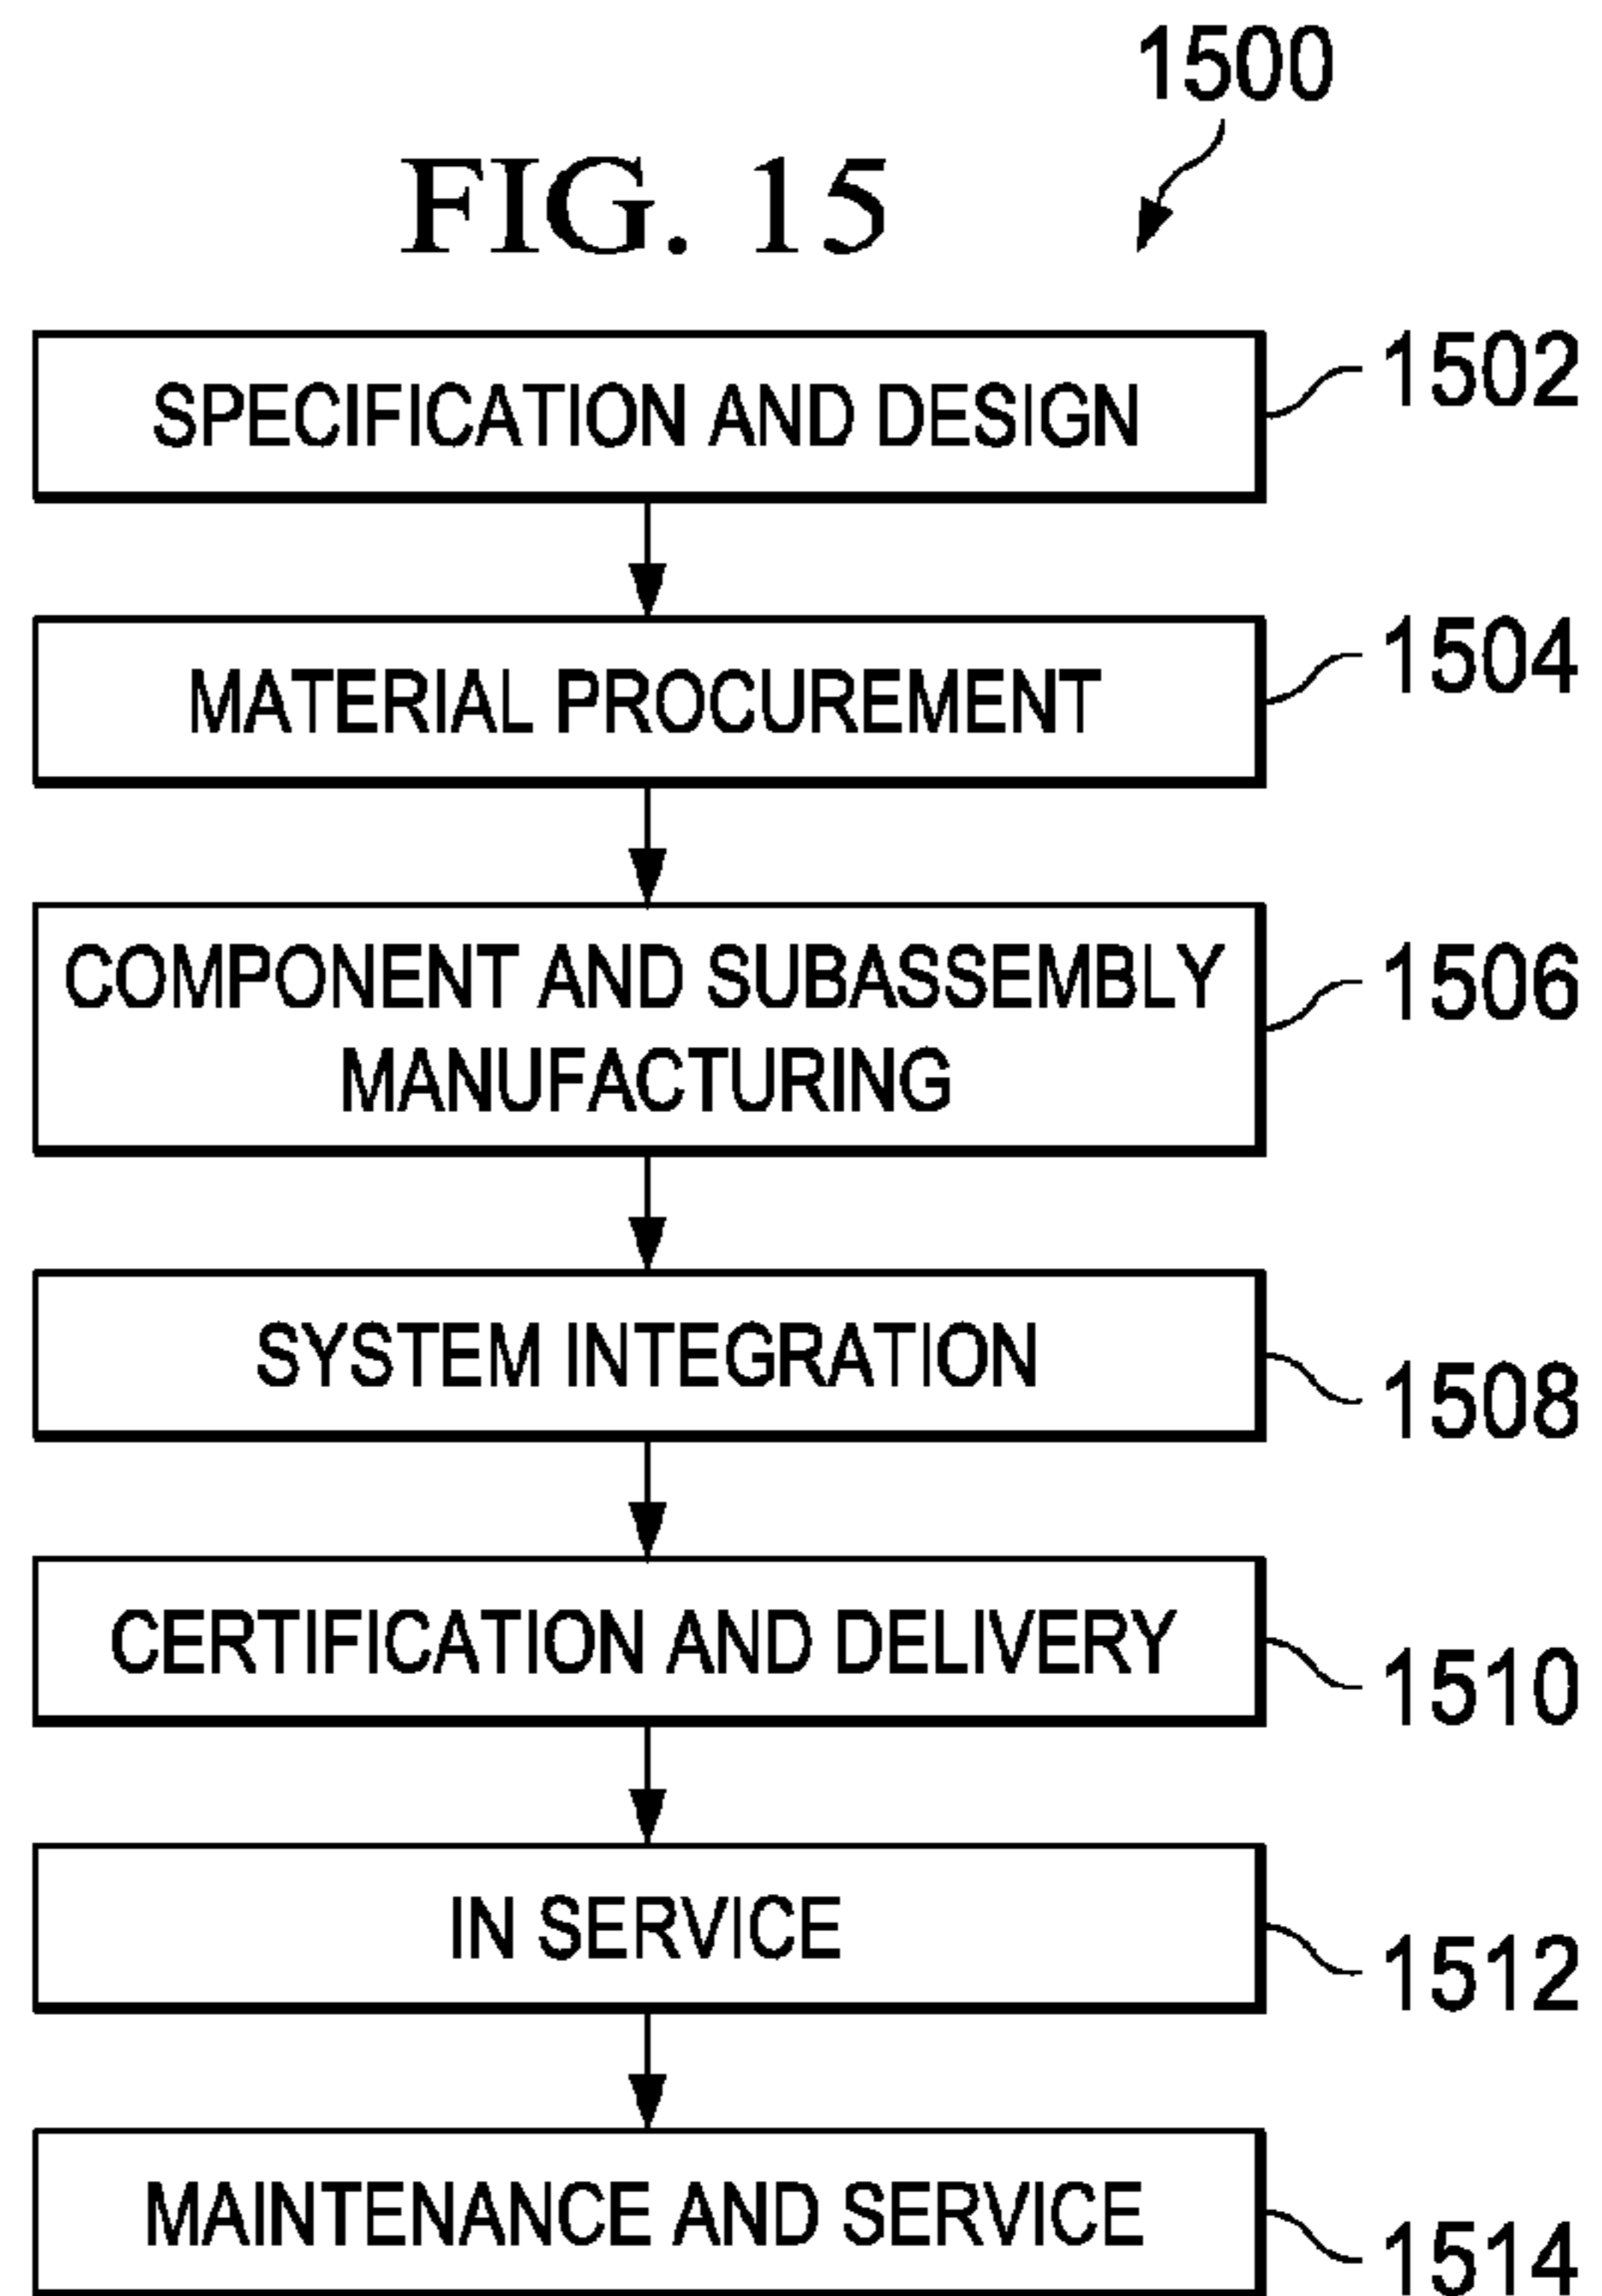 1500
FIG. 15
SPECIFICATION AND DESIGN
1502
MATERIAL PROCUREMENT
1504
COMPONENT AND SUBASSEMBLY
MANUFACTURING
1506
SYSTEM INTEGRATION
1508
CERTIFICATION AND DELIVERY
1510
IN SERVICE
1512
MAINTENANCE AND SERVICE
1514